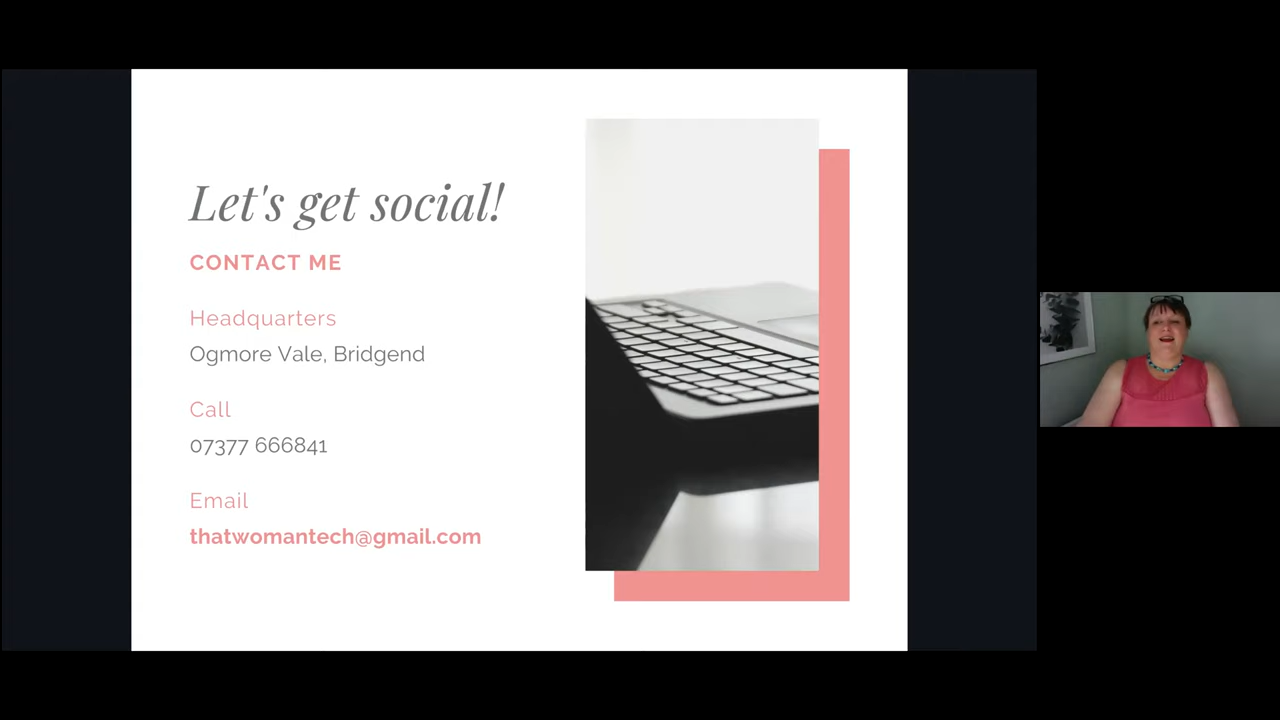 Let's get social!
CONTACT ME
Headquarters
Ogmore Vale, Bridgend
Call
07377 666841
Email
thatwomantech@gmail.com